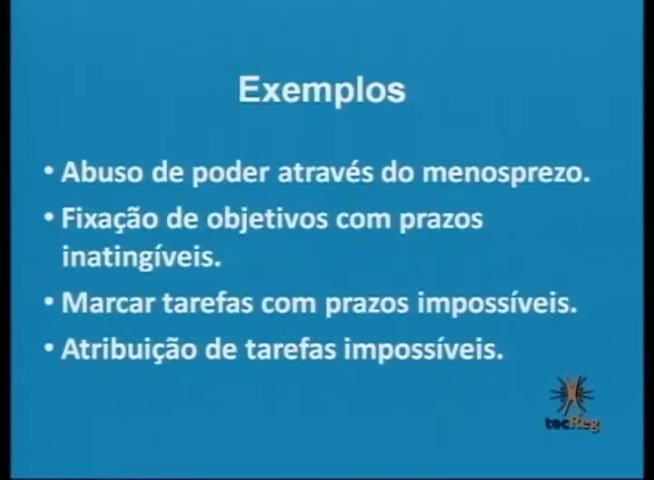 Exemplos
• Abuso de poder através do menosprezo.
• Fixação de objetivos com prazos
inatingíveis.
• Marcar tarefas com prazos impossíveis.
• Atribuição de tarefas impossíveis.
tecReg